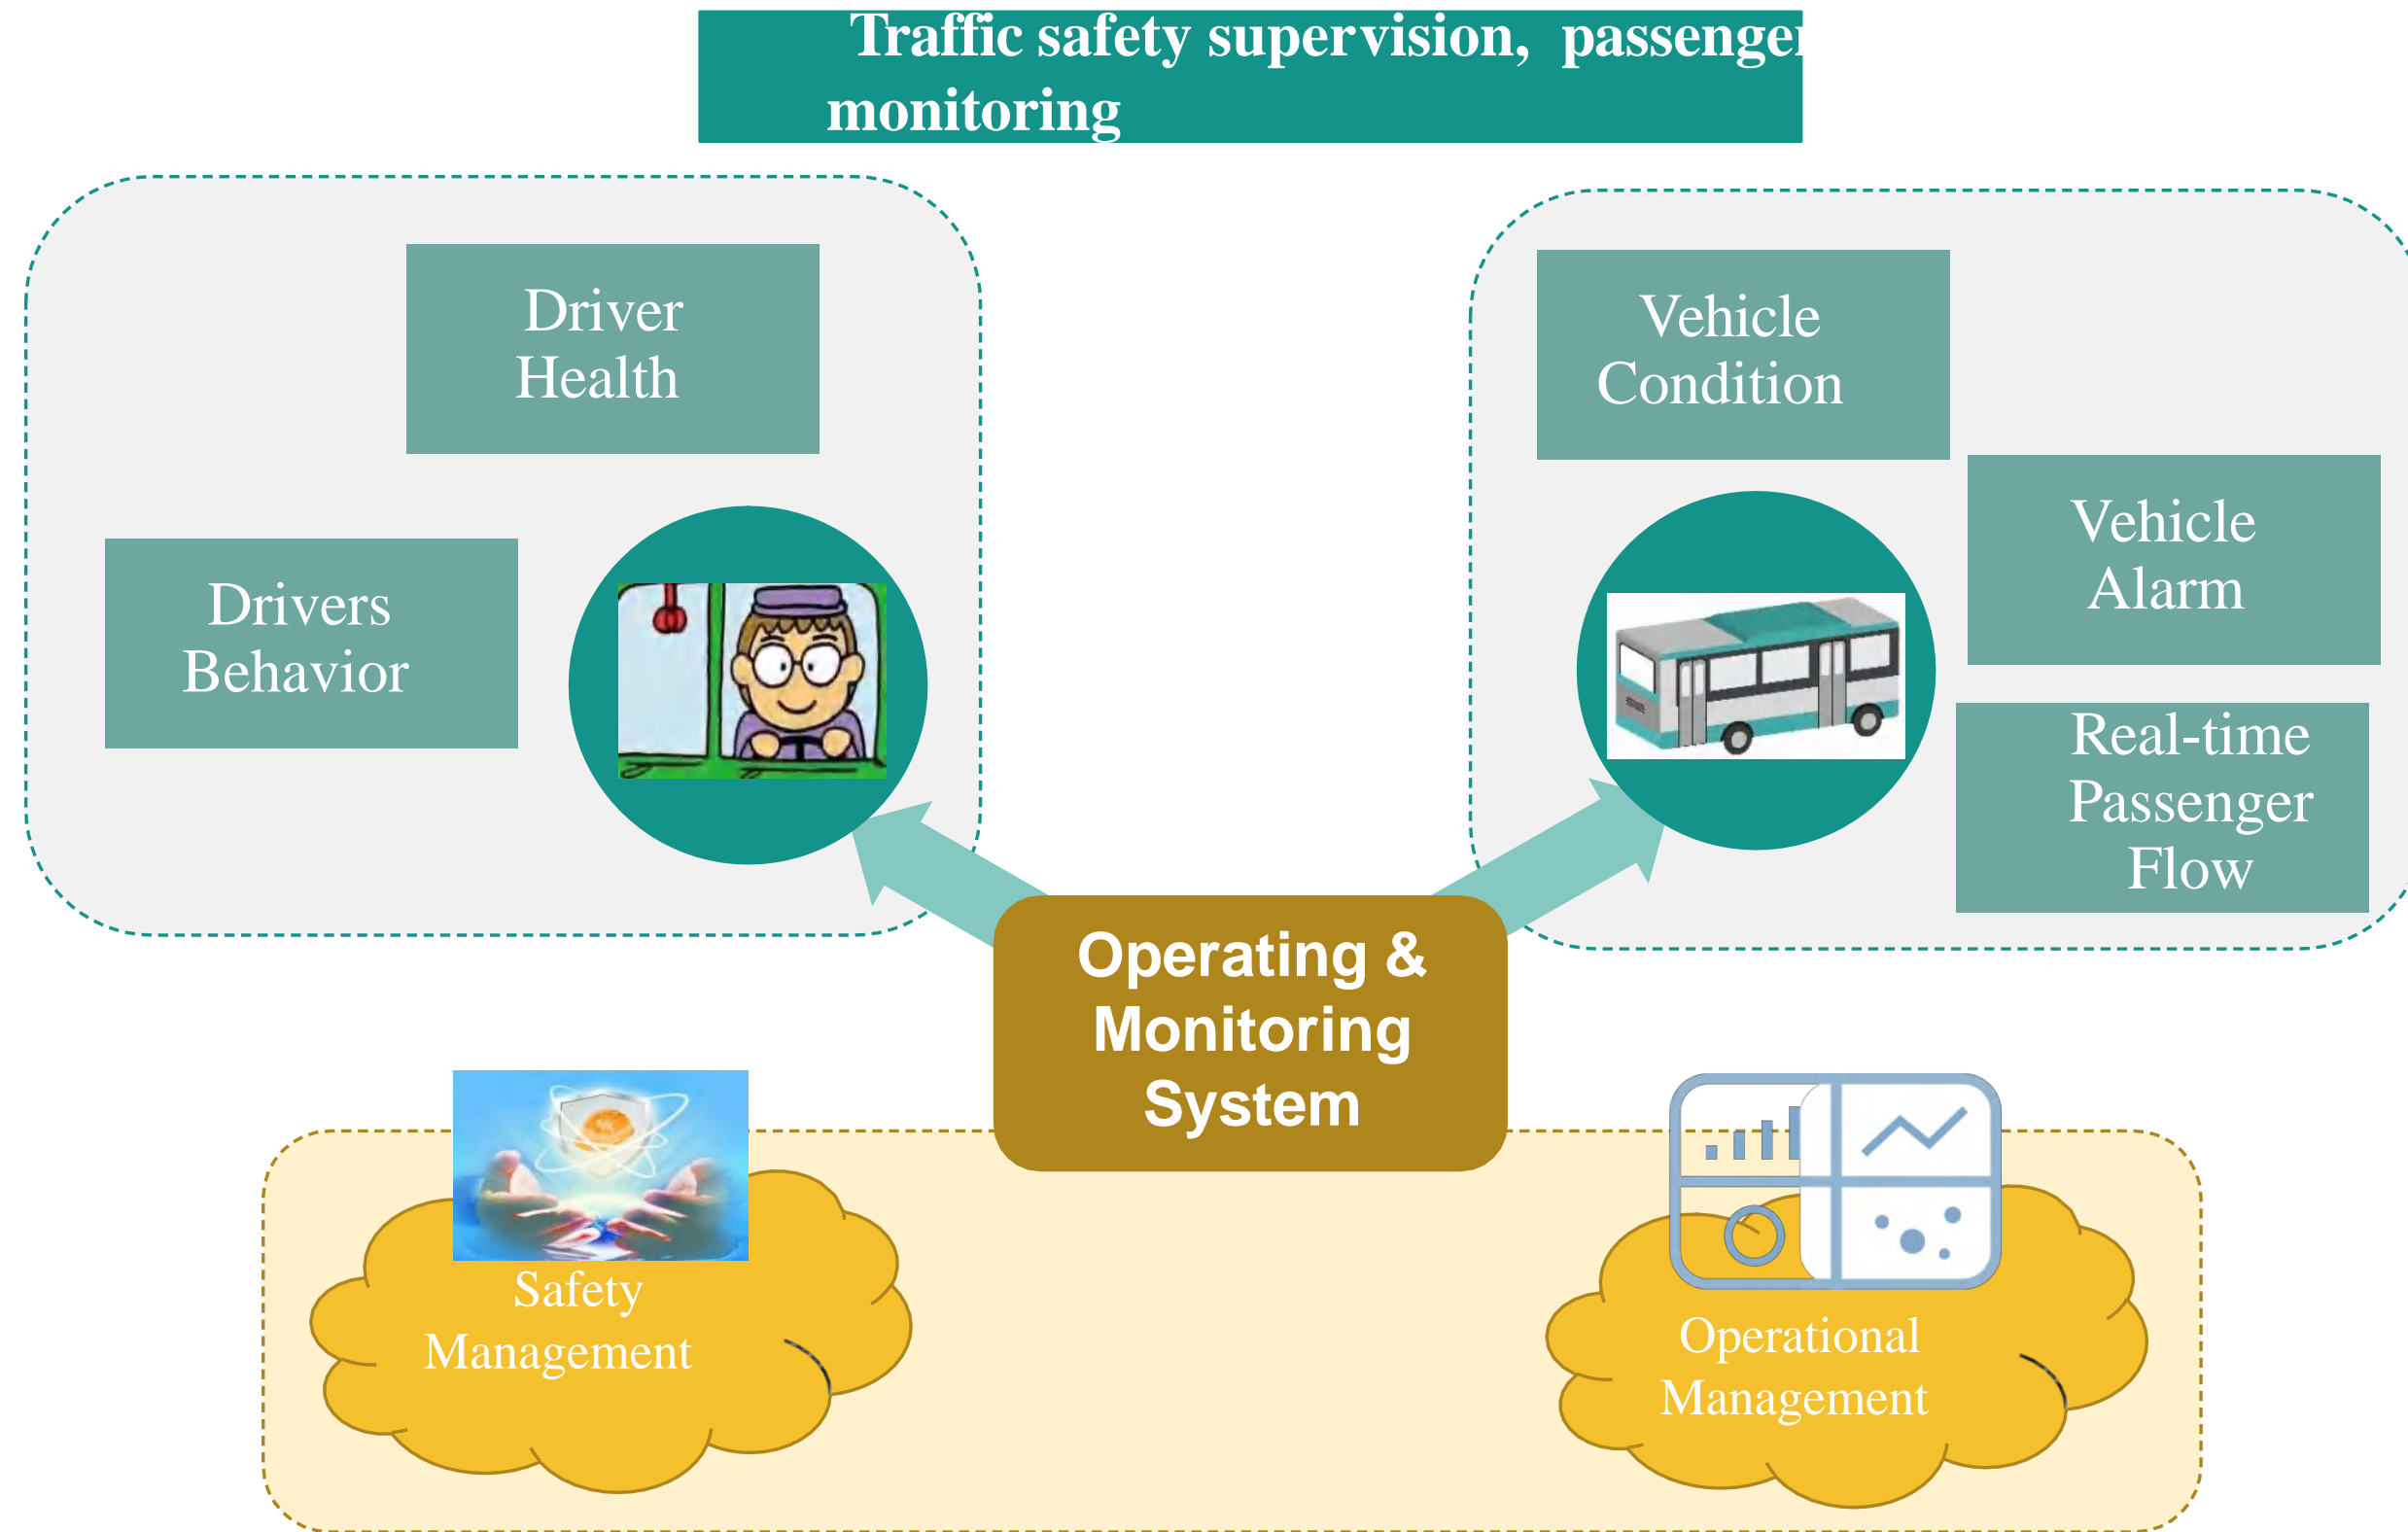 Traffic safety supervision, passenger
monitoring
Driver
Health
Drivers
Behavior
Vehicle
Condition
Vehicle
Alarm
Real-time
Passenger
Flow
Operating &
Monitoring
System
Safety
Management
Operational
Management